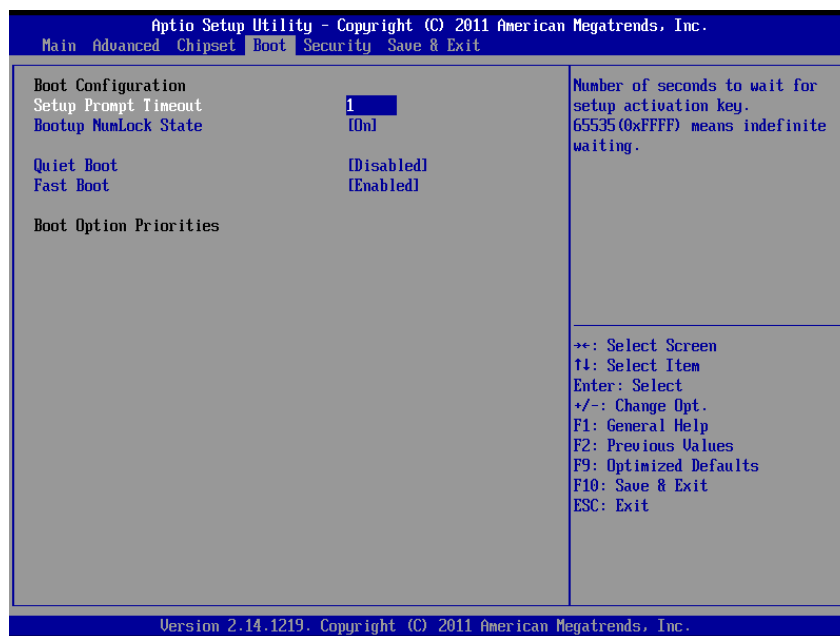 Aptio Setup Utility - Copyright (C) 2011 American Megatrends, Inc.
Main Advanced Chipset Boot Security Save & Exit
Boot Configuration
Setup Prompt Timeout 1
Bootup NumLock State [On]
Quiet Boot [Disabled]
Fast Boot [Enabled]
Boot Option Priorities
Number of seconds to wait for
setup activation key.
65535(0xFFFF) means indefinite
waiting.
→←: Select Screen
↑↓: Select Item
Enter: Select
+/-: Change Opt.
F1: General Help
F2: Previous Values
F9: Optimized Defaults
F10: Save & Exit
ESC: Exit
Version 2.14.1219. Copyright (C) 2011 American Megatrends, Inc.